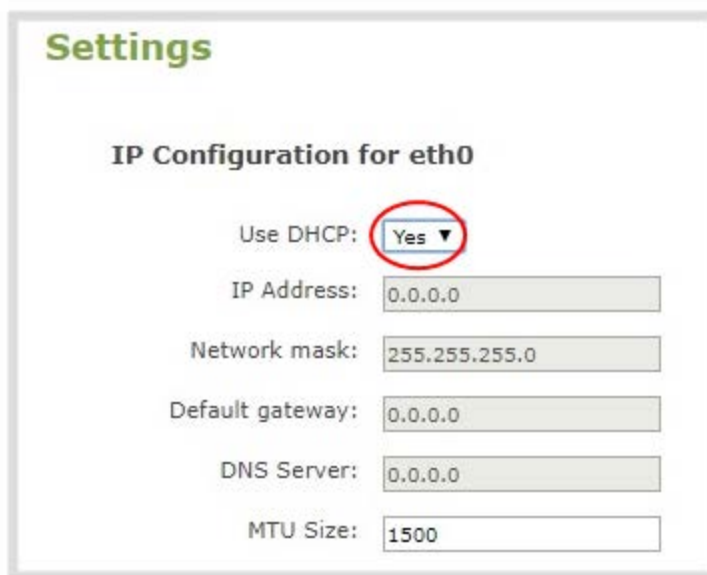 Settings
IP Configuration for eth0
Use DHCP: Yes ▼
IP Address: 0.0.0.0
Network mask: 255.255.255.0
Default gateway: 0.0.0.0
DNS Server: 0.0.0.0
MTU Size: 1500